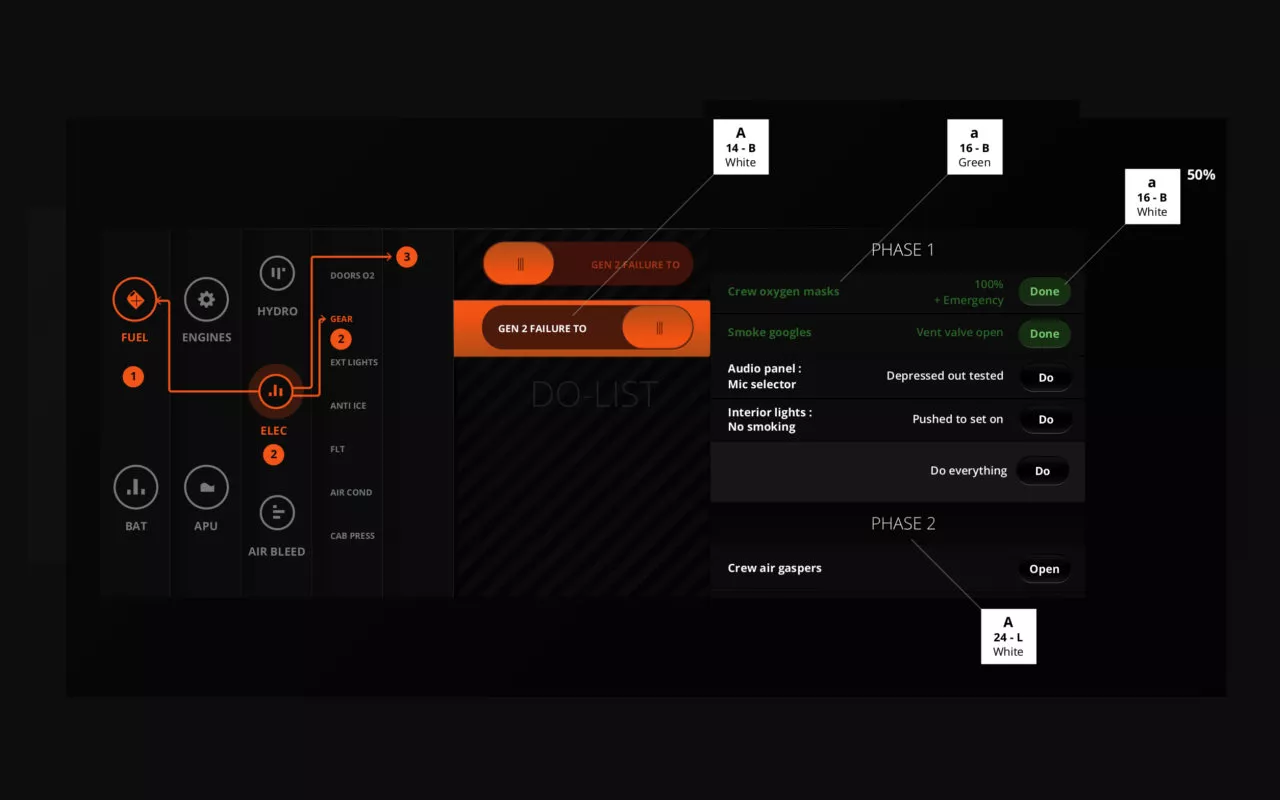 A
14 - B
White
a
16 - B
Green
a
16 - B
White
50%
FUEL
1
ENGINES
HYDRO
ELEC
2
BAT
APU
AIR BLEED
3
DOORS O2
GEAR
2
EXT LIGHTS
ANTI ICE
FLT
AIR COND
CAB PRESS
GEN 2 FAILURE TO
GEN 2 FAILURE TO
DO-LIST
PHASE 1
Crew oxygen masks
100%
+ Emergency
Done
Smoke googles
Vent valve open
Done
Audio panel :
Mic selector
Depressed out tested
Do
Interior lights :
No smoking
Pushed to set on
Do
Do everything
Do
PHASE 2
Crew air gaspers
Open
A
24 - L
White